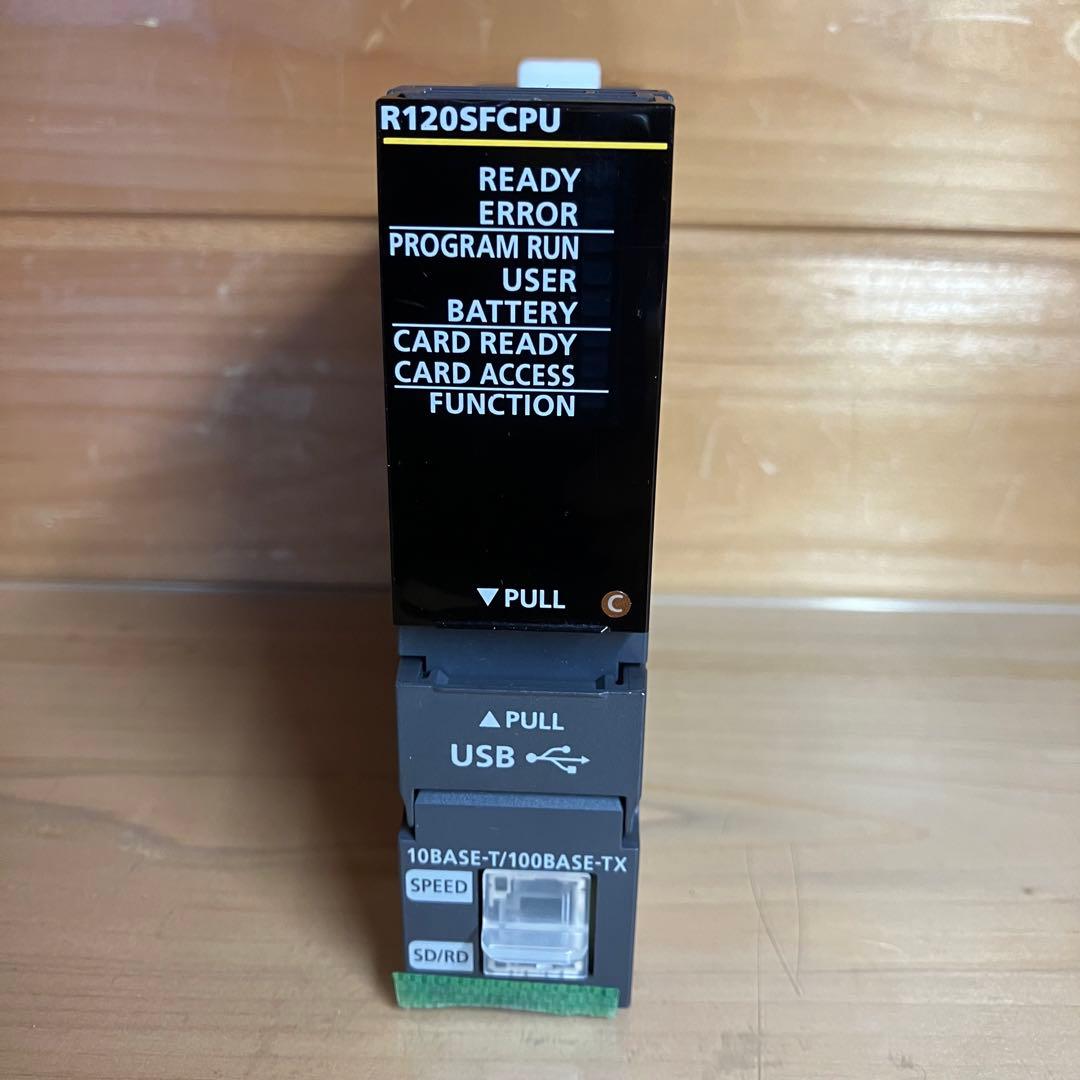 R120SFCPU
READY
ERROR
PROGRAM RUN
USER
BATTERY
CARD READY
CARD ACCESS
FUNCTION
▼PULL C
▲PULL
USB
10BASE-T/100BASE-TX
SPEED
SD/RD